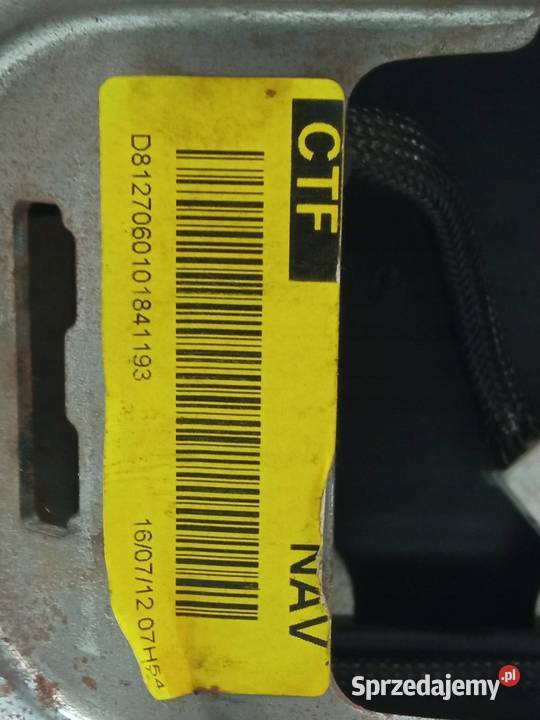 CTF
NAV
D8127060101841193
16/07/12 07H54
Sprzedajemy.pl